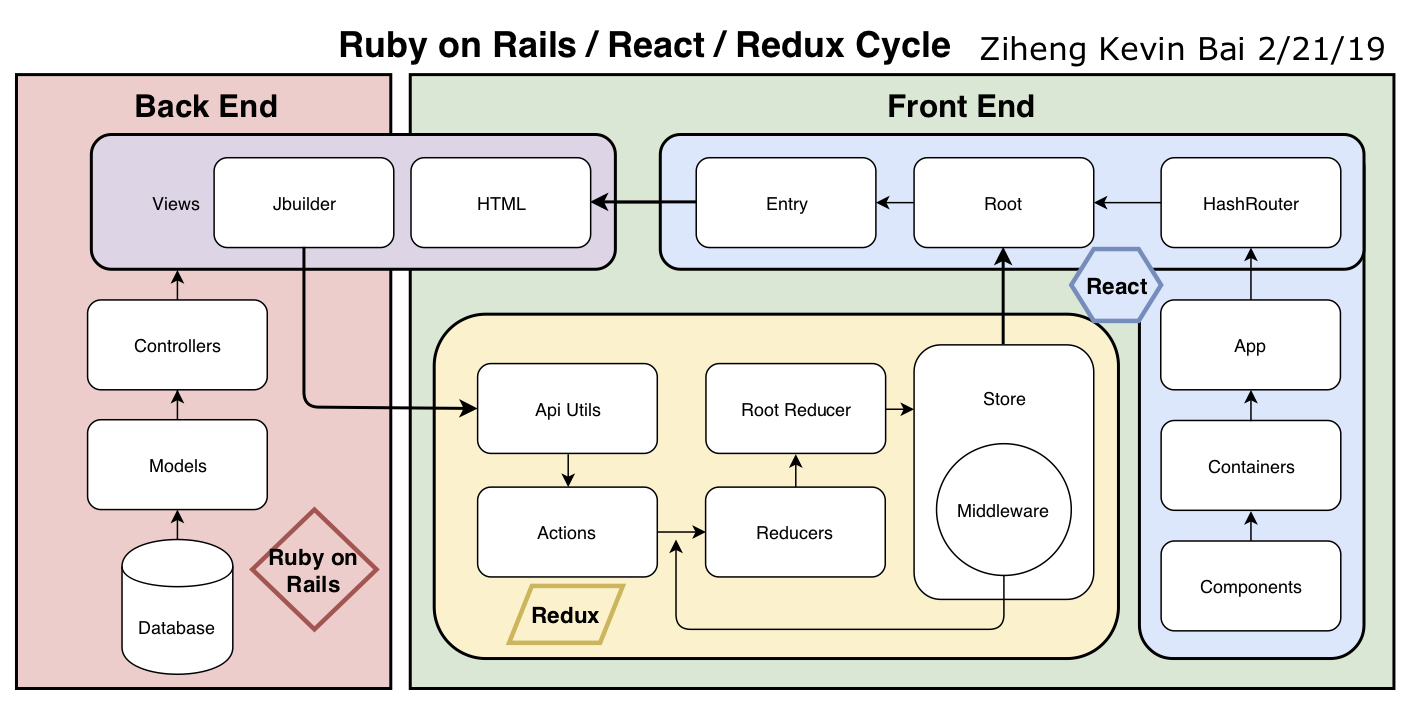 Ruby on Rails / React / Redux Cycle
Ziheng Kevin Bai 2/21/19
Back End
Front End
Views
Jbuilder
HTML
Entry
Root
HashRouter
React
Controllers
App
Api Utils
Root Reducer
Store
Models
Containers
Actions
Reducers
Middleware
Ruby on
Rails
Components
Redux
Database